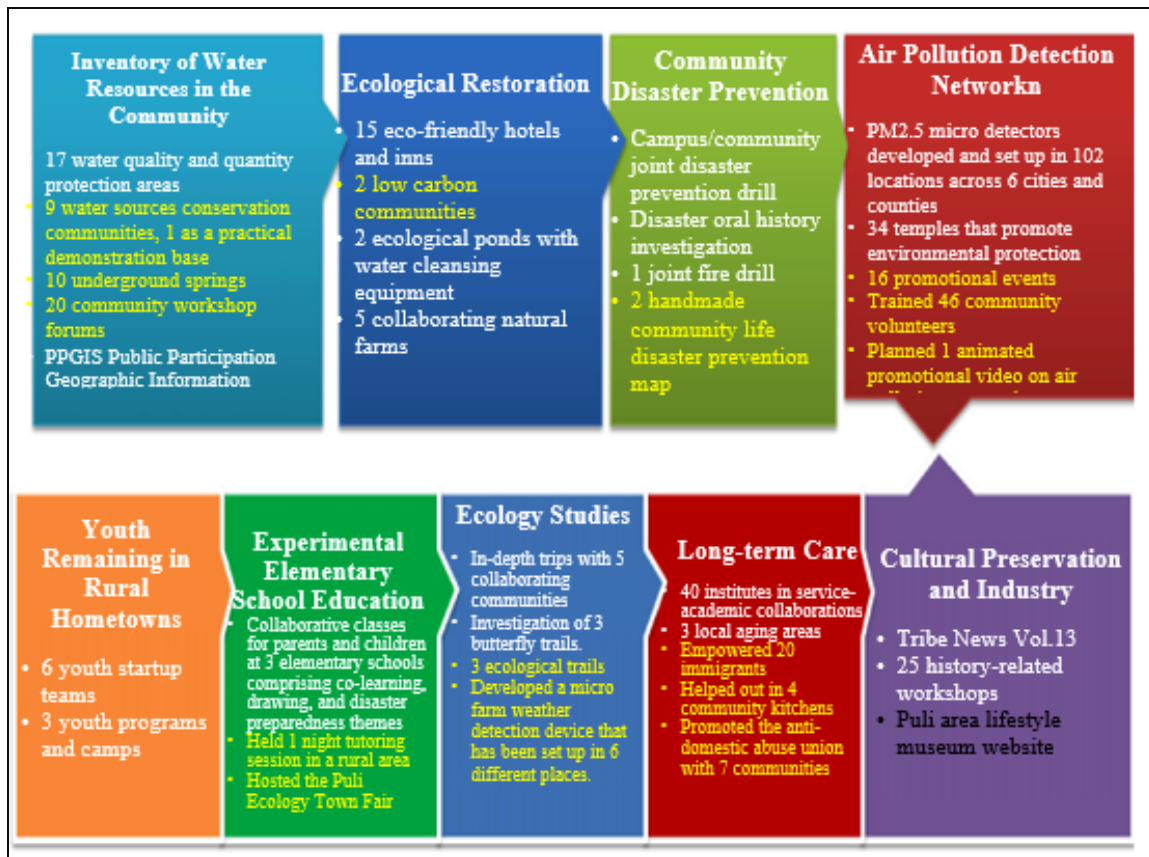 Inventory of Water
Resources in the
Community
17 water quality and quantity
protection areas
• 9 water sources conservation
communities, 1 as a practical
demonstration base
• 10 underground springs
• 20 community workshop
forums
• PPGIS Public Participation
Geographic Information
Ecological Restoration
• 15 eco-friendly hotels
and inns
• 2 low carbon
communities
• 2 ecological ponds with
water cleansing
equipment
• 5 collaborating natural
farms
Community
Disaster Prevention
• Campus/community
joint disaster
prevention drill
• Disaster oral history
investigation
• 1 joint fire drill
• 2 handmade
community life
disaster prevention
map
Air Pollution Detection
Networkn
• PM2.5 micro detectors
developed and set up in 102
locations across 6 cities and
counties
• 34 temples that promote
environmental protection
• 16 promotional events
• Trained 46 community
volunteers
• Planned 1 animated
promotional video on air
Youth
Remaining in
Rural
Hometowns
• 6 youth startup
teams
• 3 youth programs
and camps
Experimental
Elementary
School Education
• Collaborative classes
for parents and children
at 3 elementary schools
comprising co-learning,
drawing, and disaster
preparedness themes
• Held 1 night tutoring
session in a rural area
• Hosted the Puli
Ecology Town Fair
Ecology Studies
• In-depth trips with 5
collaborating
communities
• Investigation of 3
butterfly trails.
• 3 ecological trails
• Developed a micro
farm weather
detection device that
has been set up in 6
different places.
Long-term Care
• 40 institutes in service-
academic collaborations
• 3 local aging areas
• Empowered 20
immigrants
• Helped out in 4
community kitchens
• Promoted the anti-
domestic abuse union
with 7 communities
Cultural Preservation
and Industry
• Tribe News Vol.13
• 25 history-related
workshops
• Puli area lifestyle
museum website